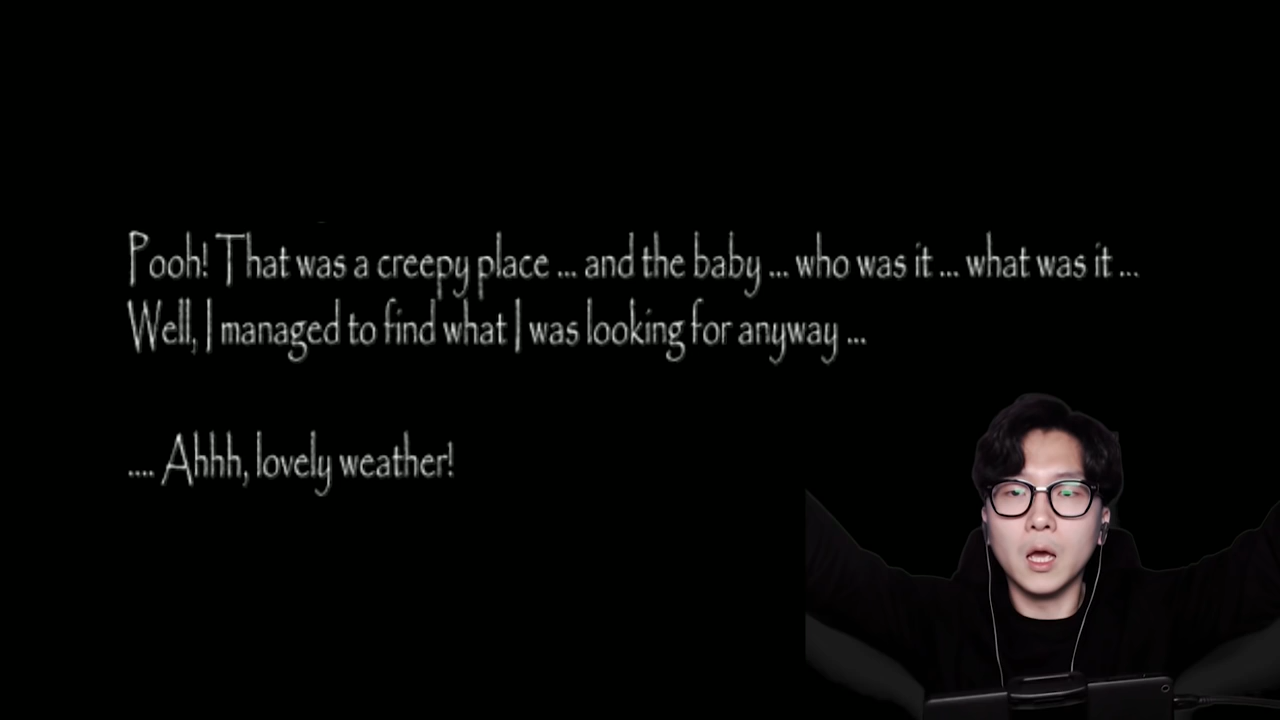 Pooh! That was a creepy place ... and the baby ... who was it ... what was it ...
Well, I managed to find what I was looking for anyway ...
.... Ahhh, lovely weather!